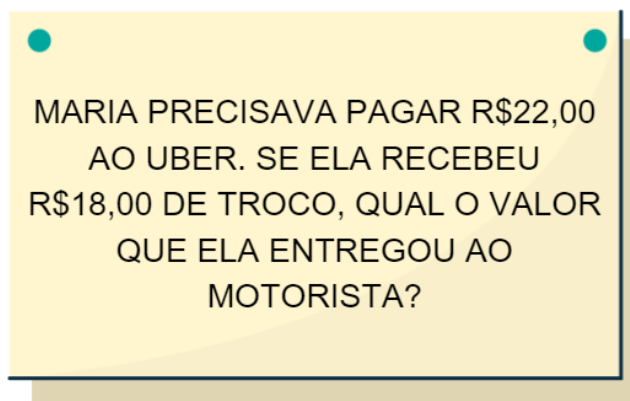 MARIA PRECISAVA PAGAR R$22,00
AO UBER. SE ELA RECEBEU
R$18,00 DE TROCO, QUAL O VALOR
QUE ELA ENTREGOU AO
MOTORISTA?